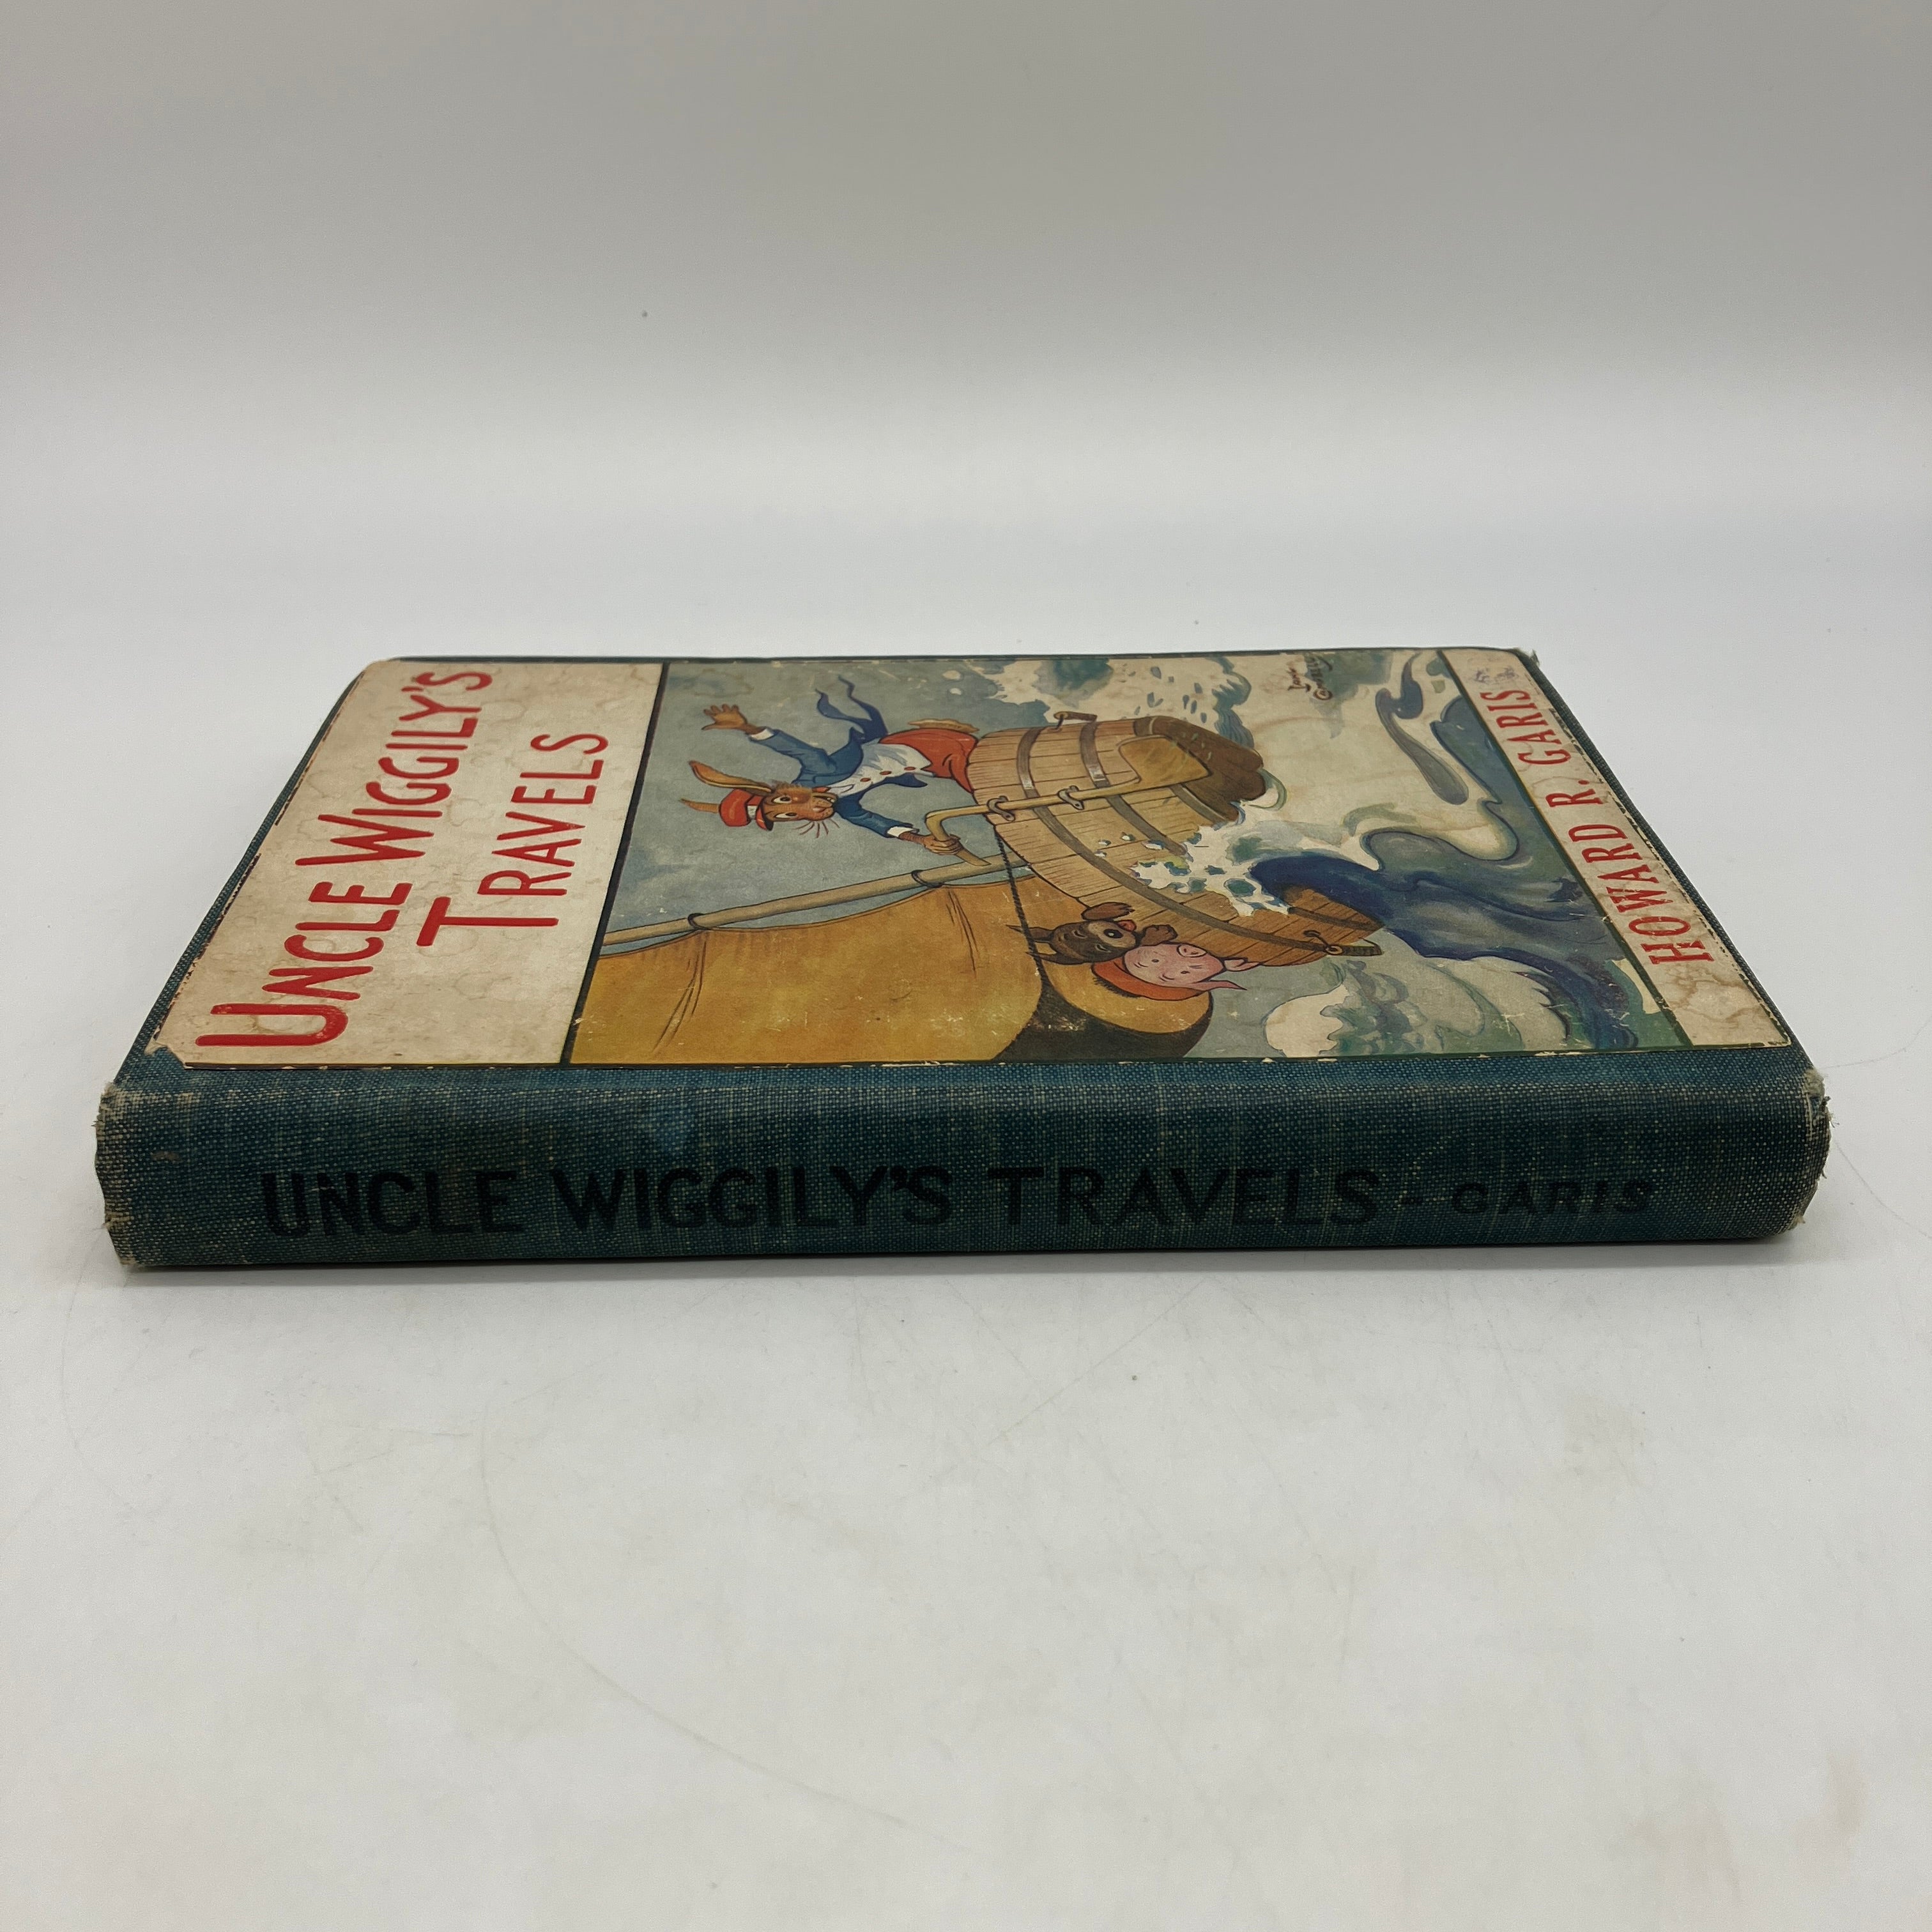 UNCLE WIGGILY'S
TRAVELS
HOWARD R. GARIS
UNCLE WIGGILY'S TRAVELS - GARIS